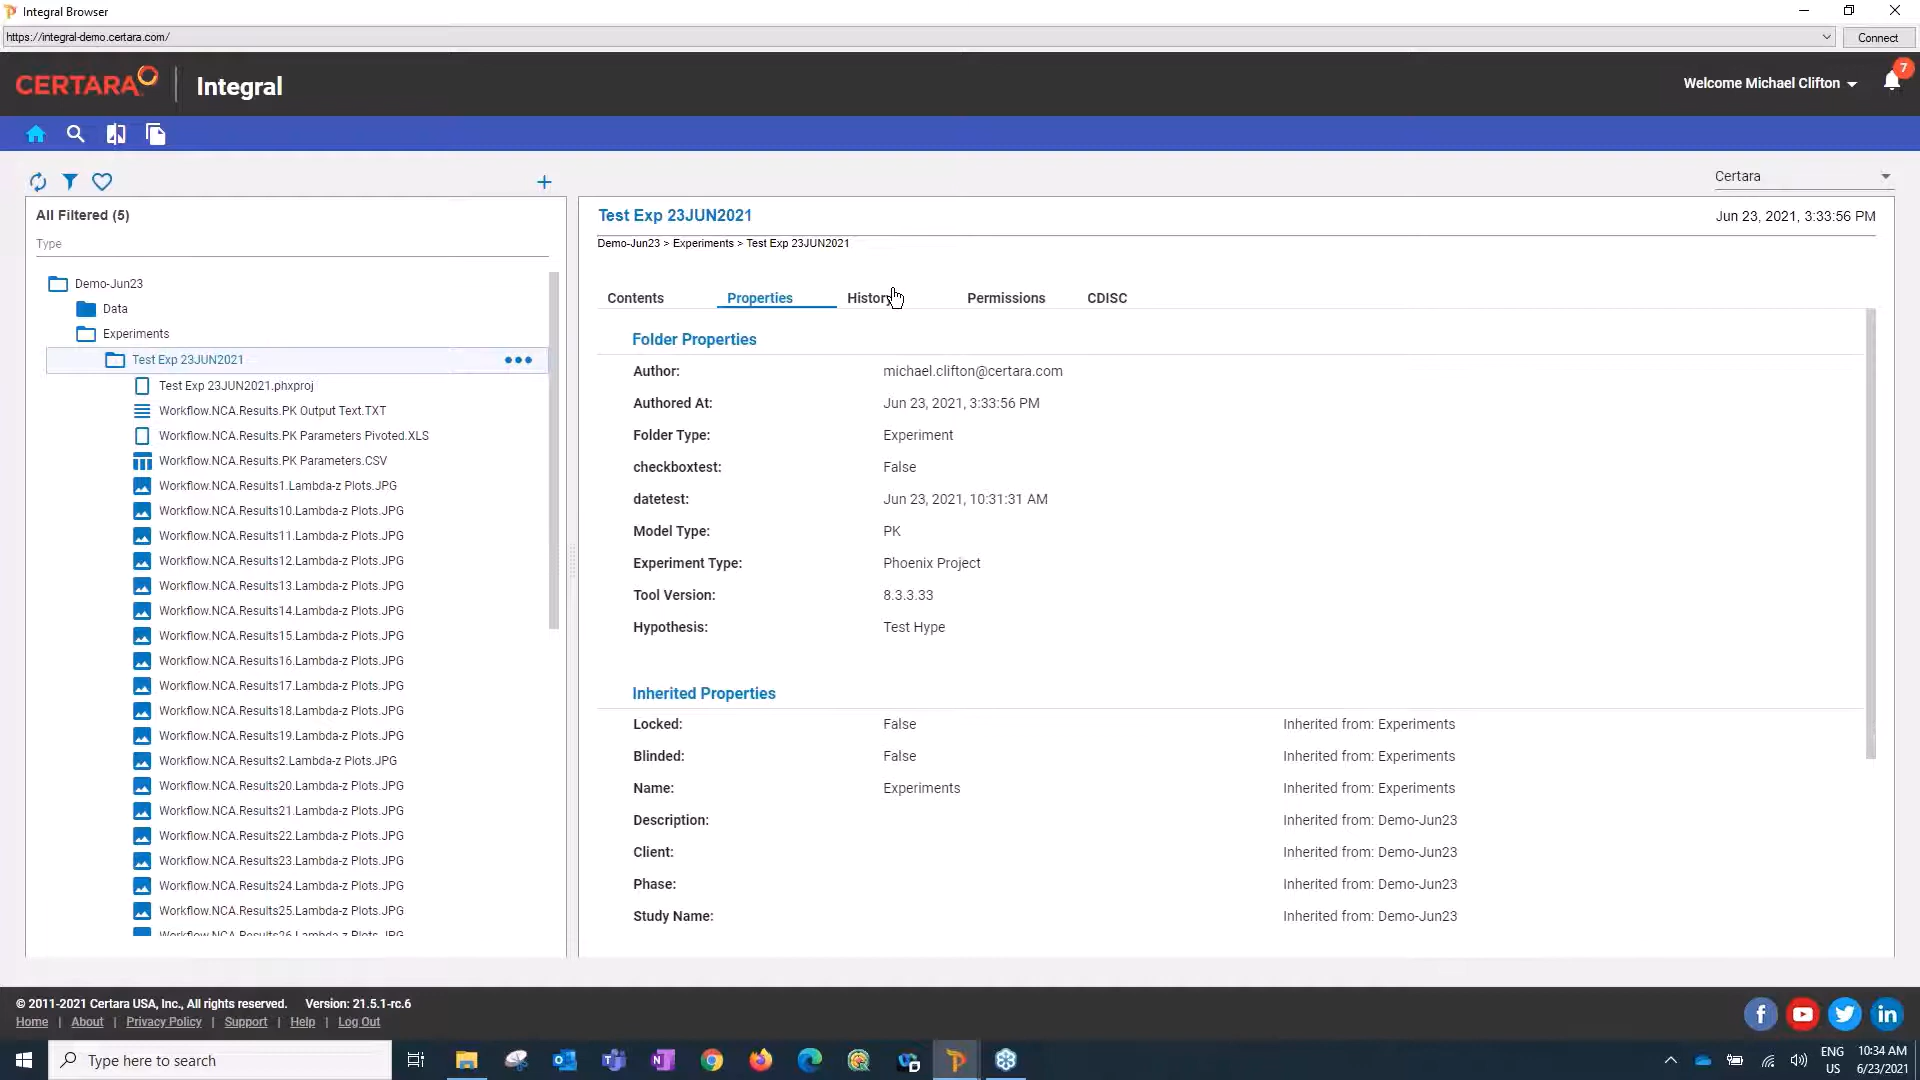 Integral Browser
https://integral-demo.certara.com/
Connect
CERTARA
Integral
Welcome Michael Clifton
7
Certara
All Filtered (5)
Type
Demo-Jun23
Data
Experiments
Test Exp 23JUN2021
Test Exp 23JUN2021.phxproj
Workflow.NCA.Results.PK Output Text.TXT
Workflow.NCA.Results.PK Parameters Pivoted.XLS
Workflow.NCA.Results.PK Parameters.CSV
Workflow.NCA.Results1.Lambda-z Plots.JPG
Workflow.NCA.Results10.Lambda-z Plots.JPG
Workflow.NCA.Results11.Lambda-z Plots.JPG
Workflow.NCA.Results12.Lambda-z Plots.JPG
Workflow.NCA.Results13.Lambda-z Plots.JPG
Workflow.NCA.Results14.Lambda-z Plots.JPG
Workflow.NCA.Results15.Lambda-z Plots.JPG
Workflow.NCA.Results16.Lambda-z Plots.JPG
Workflow.NCA.Results17.Lambda-z Plots.JPG
Workflow.NCA.Results18.Lambda-z Plots.JPG
Workflow.NCA.Results19.Lambda-z Plots.JPG
Workflow.NCA.Results2.Lambda-z Plots.JPG
Workflow.NCA.Results20.Lambda-z Plots.JPG
Workflow.NCA.Results21.Lambda-z Plots.JPG
Workflow.NCA.Results22.Lambda-z Plots.JPG
Workflow.NCA.Results23.Lambda-z Plots.JPG
Workflow.NCA.Results24.Lambda-z Plots.JPG
Workflow.NCA.Results25.Lambda-z Plots.JPG
Workflow.NCA.Results26.Lambda-z Plots.JPG
Test Exp 23JUN2021
Jun 23, 2021, 3:33:56 PM
Demo-Jun23 > Experiments > Test Exp 23JUN2021
Contents Properties History Permissions CDISC
Folder Properties
Author: michael.clifton@certara.com
Authored At: Jun 23, 2021, 3:33:56 PM
Folder Type: Experiment
checkboxtest: False
datetest: Jun 23, 2021, 10:31:31 AM
Model Type: PK
Experiment Type: Phoenix Project
Tool Version: 8.3.3.33
Hypothesis: Test Hype
Inherited Properties
Locked: False Inherited from: Experiments
Blinded: False Inherited from: Experiments
Name: Experiments Inherited from: Experiments
Description: Inherited from: Demo-Jun23
Client: Inherited from: Demo-Jun23
Phase: Inherited from: Demo-Jun23
Study Name: Inherited from: Demo-Jun23
© 2011-2021 Certara USA, Inc., All rights reserved. Version: 21.5.1-rc.6
Home | About | Privacy Policy | Support | Help | Log Out
Type here to search
ENG
US
10:34 AM
6/23/2021